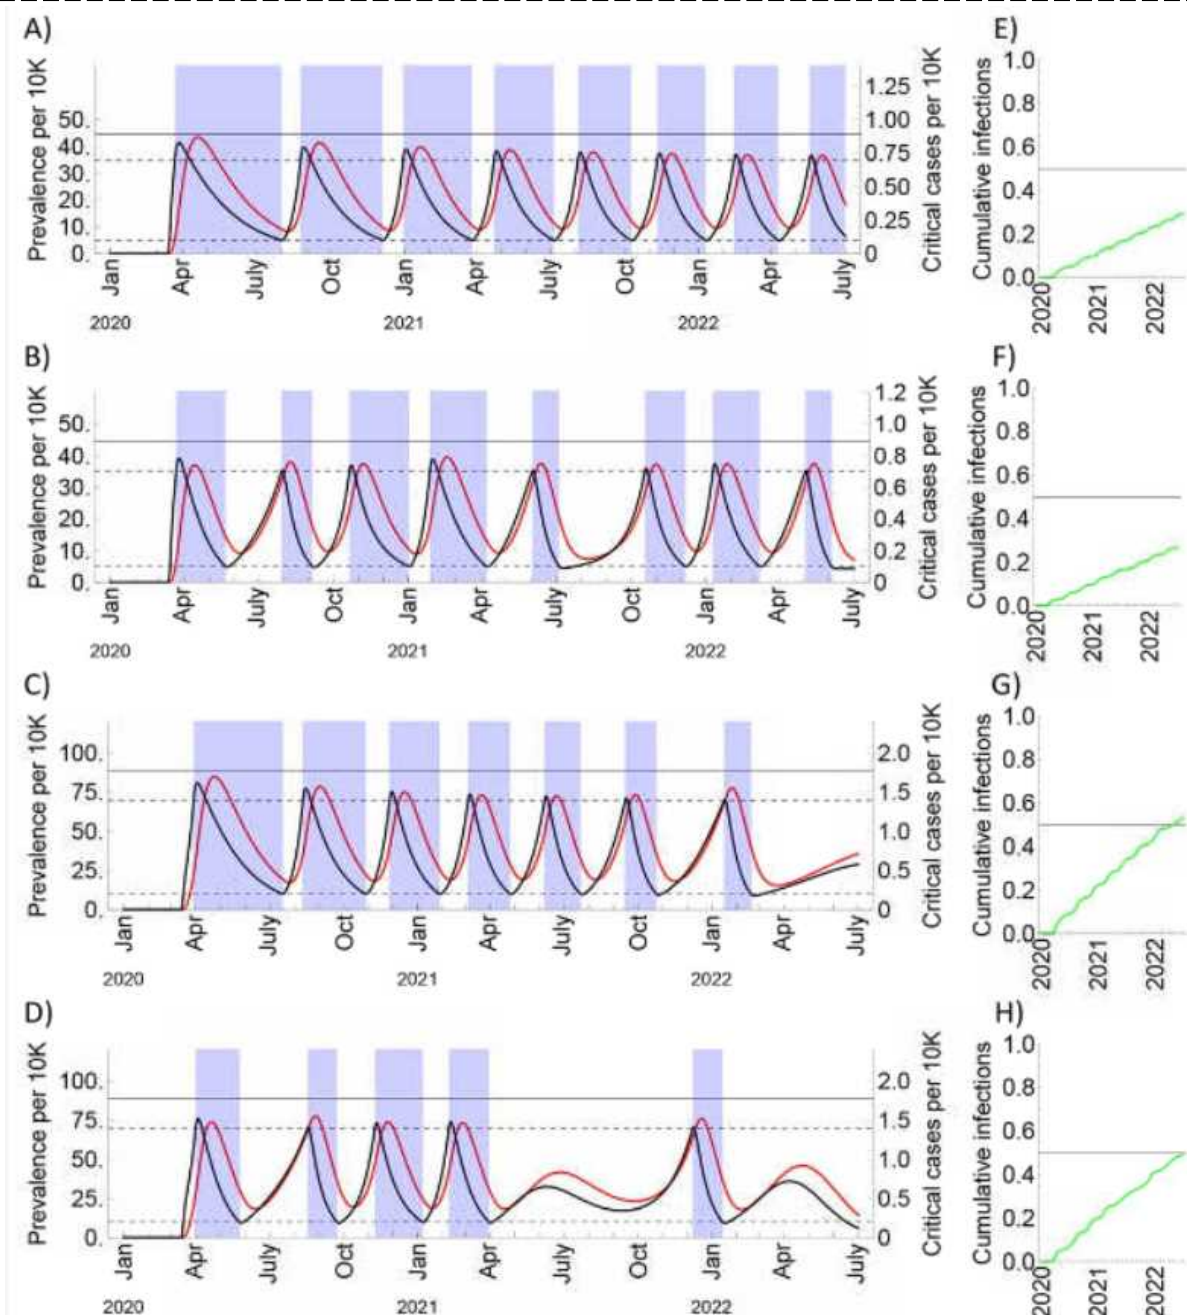 A)
Prevalence per 10K
50.
40.
30.
20.
10.
0.
1.25
1.00
0.75
0.50
0.25
0
Critical cases per 10K
Jan Apr July Oct Jan Apr July Oct Jan Apr July
2020 2021 2022
E)
Cumulative infections
1.0
0.8
0.6
0.4
0.2
0.0
2020 2021 2022
B)
Prevalence per 10K
50.
40.
30.
20.
10.
0.
1.2
1.0
0.8
0.6
0.4
0.2
0
Critical cases per 10K
Jan Apr July Oct Jan Apr July Oct Jan Apr July
2020 2021 2022
F)
Cumulative infections
1.0
0.8
0.6
0.4
0.2
0.0
2020 2021 2022
C)
Prevalence per 10K
100.
75.
50.
25.
0.
2.0
1.5
1.0
0.5
0
Critical cases per 10K
Jan Apr July Oct Jan Apr July Oct Jan Apr July
2020 2021 2022
G)
Cumulative infections
1.0
0.8
0.6
0.4
0.2
0.0
2020 2021 2022
D)
Prevalence per 10K
100.
75.
50.
25.
0.
2.0
1.5
1.0
0.5
0
Critical cases per 10K
Jan Apr July Oct Jan Apr July Oct Jan Apr July
2020 2021 2022
H)
Cumulative infections
1.0
0.8
0.6
0.4
0.2
0.0
2020 2021 2022